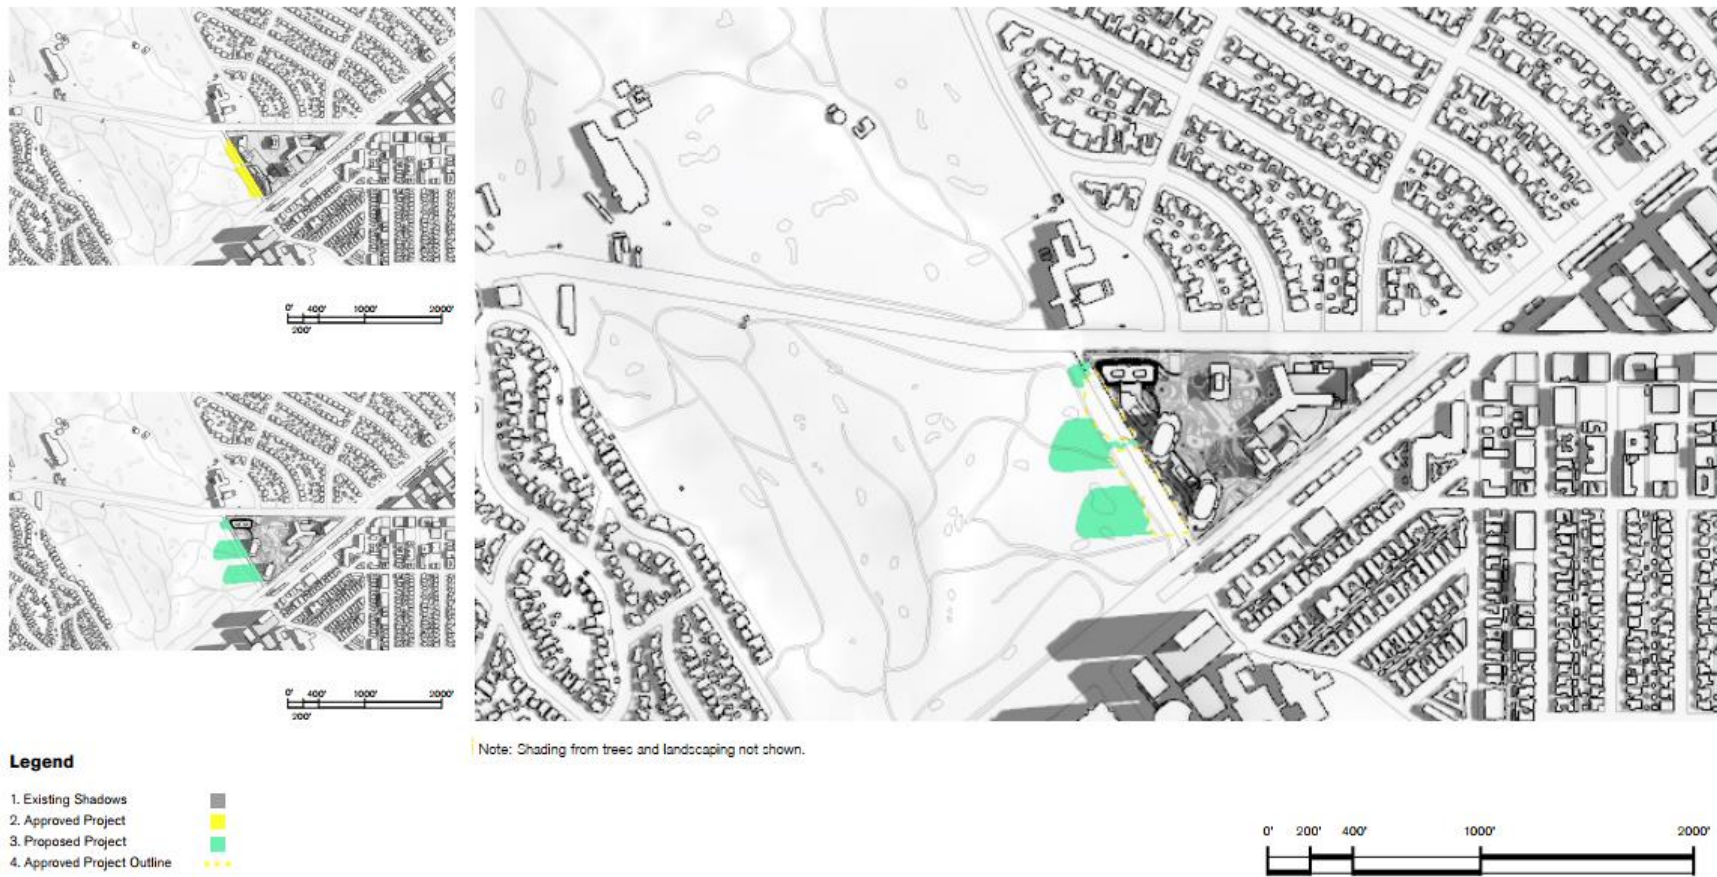 0' 400' 1000' 2000'
200'
0' 400' 1000' 2000'
200'
Note: Shading from trees and landscaping not shown.
Legend
1. Existing Shadows
2. Approved Project
3. Proposed Project
4. Approved Project Outline
0' 200' 400' 1000' 2000'